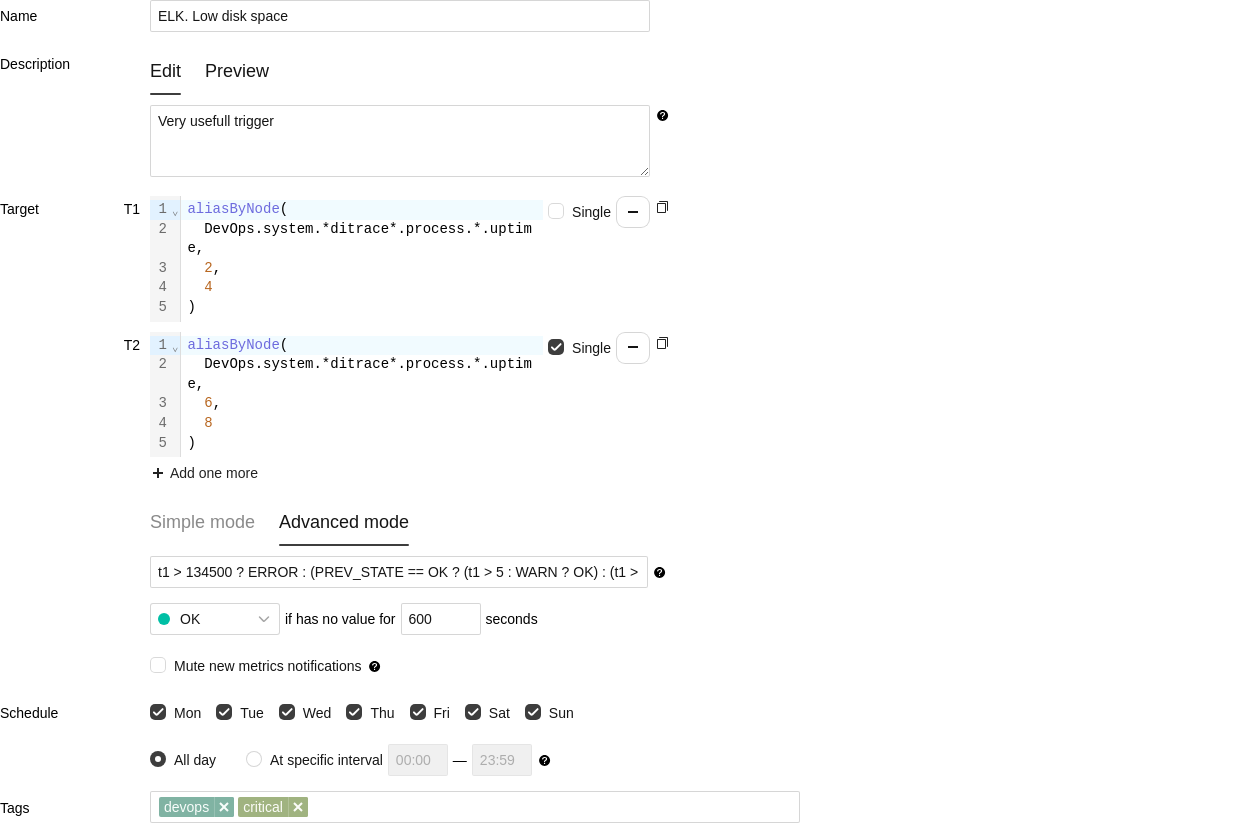 Name
ELK. Low disk space
Description
Edit Preview
Very usefull trigger
Target
T1
1 aliasByNode(
2 DevOps.system.*ditrace*.process.*.uptim
e,
3 2,
4 4
5 )
Single
T2
1 aliasByNode(
2 DevOps.system.*ditrace*.process.*.uptim
e,
3 6,
4 8
5 )
Single
Add one more
Simple mode Advanced mode
t1 > 134500 ? ERROR : (PREV_STATE == OK ? (t1 > 5 : WARN ? OK) : (t1 >
OK if has no value for 600 seconds
Mute new metrics notifications
Schedule
Mon Tue Wed Thu Fri Sat Sun
All day At specific interval 00:00 — 23:59
Tags
devops critical